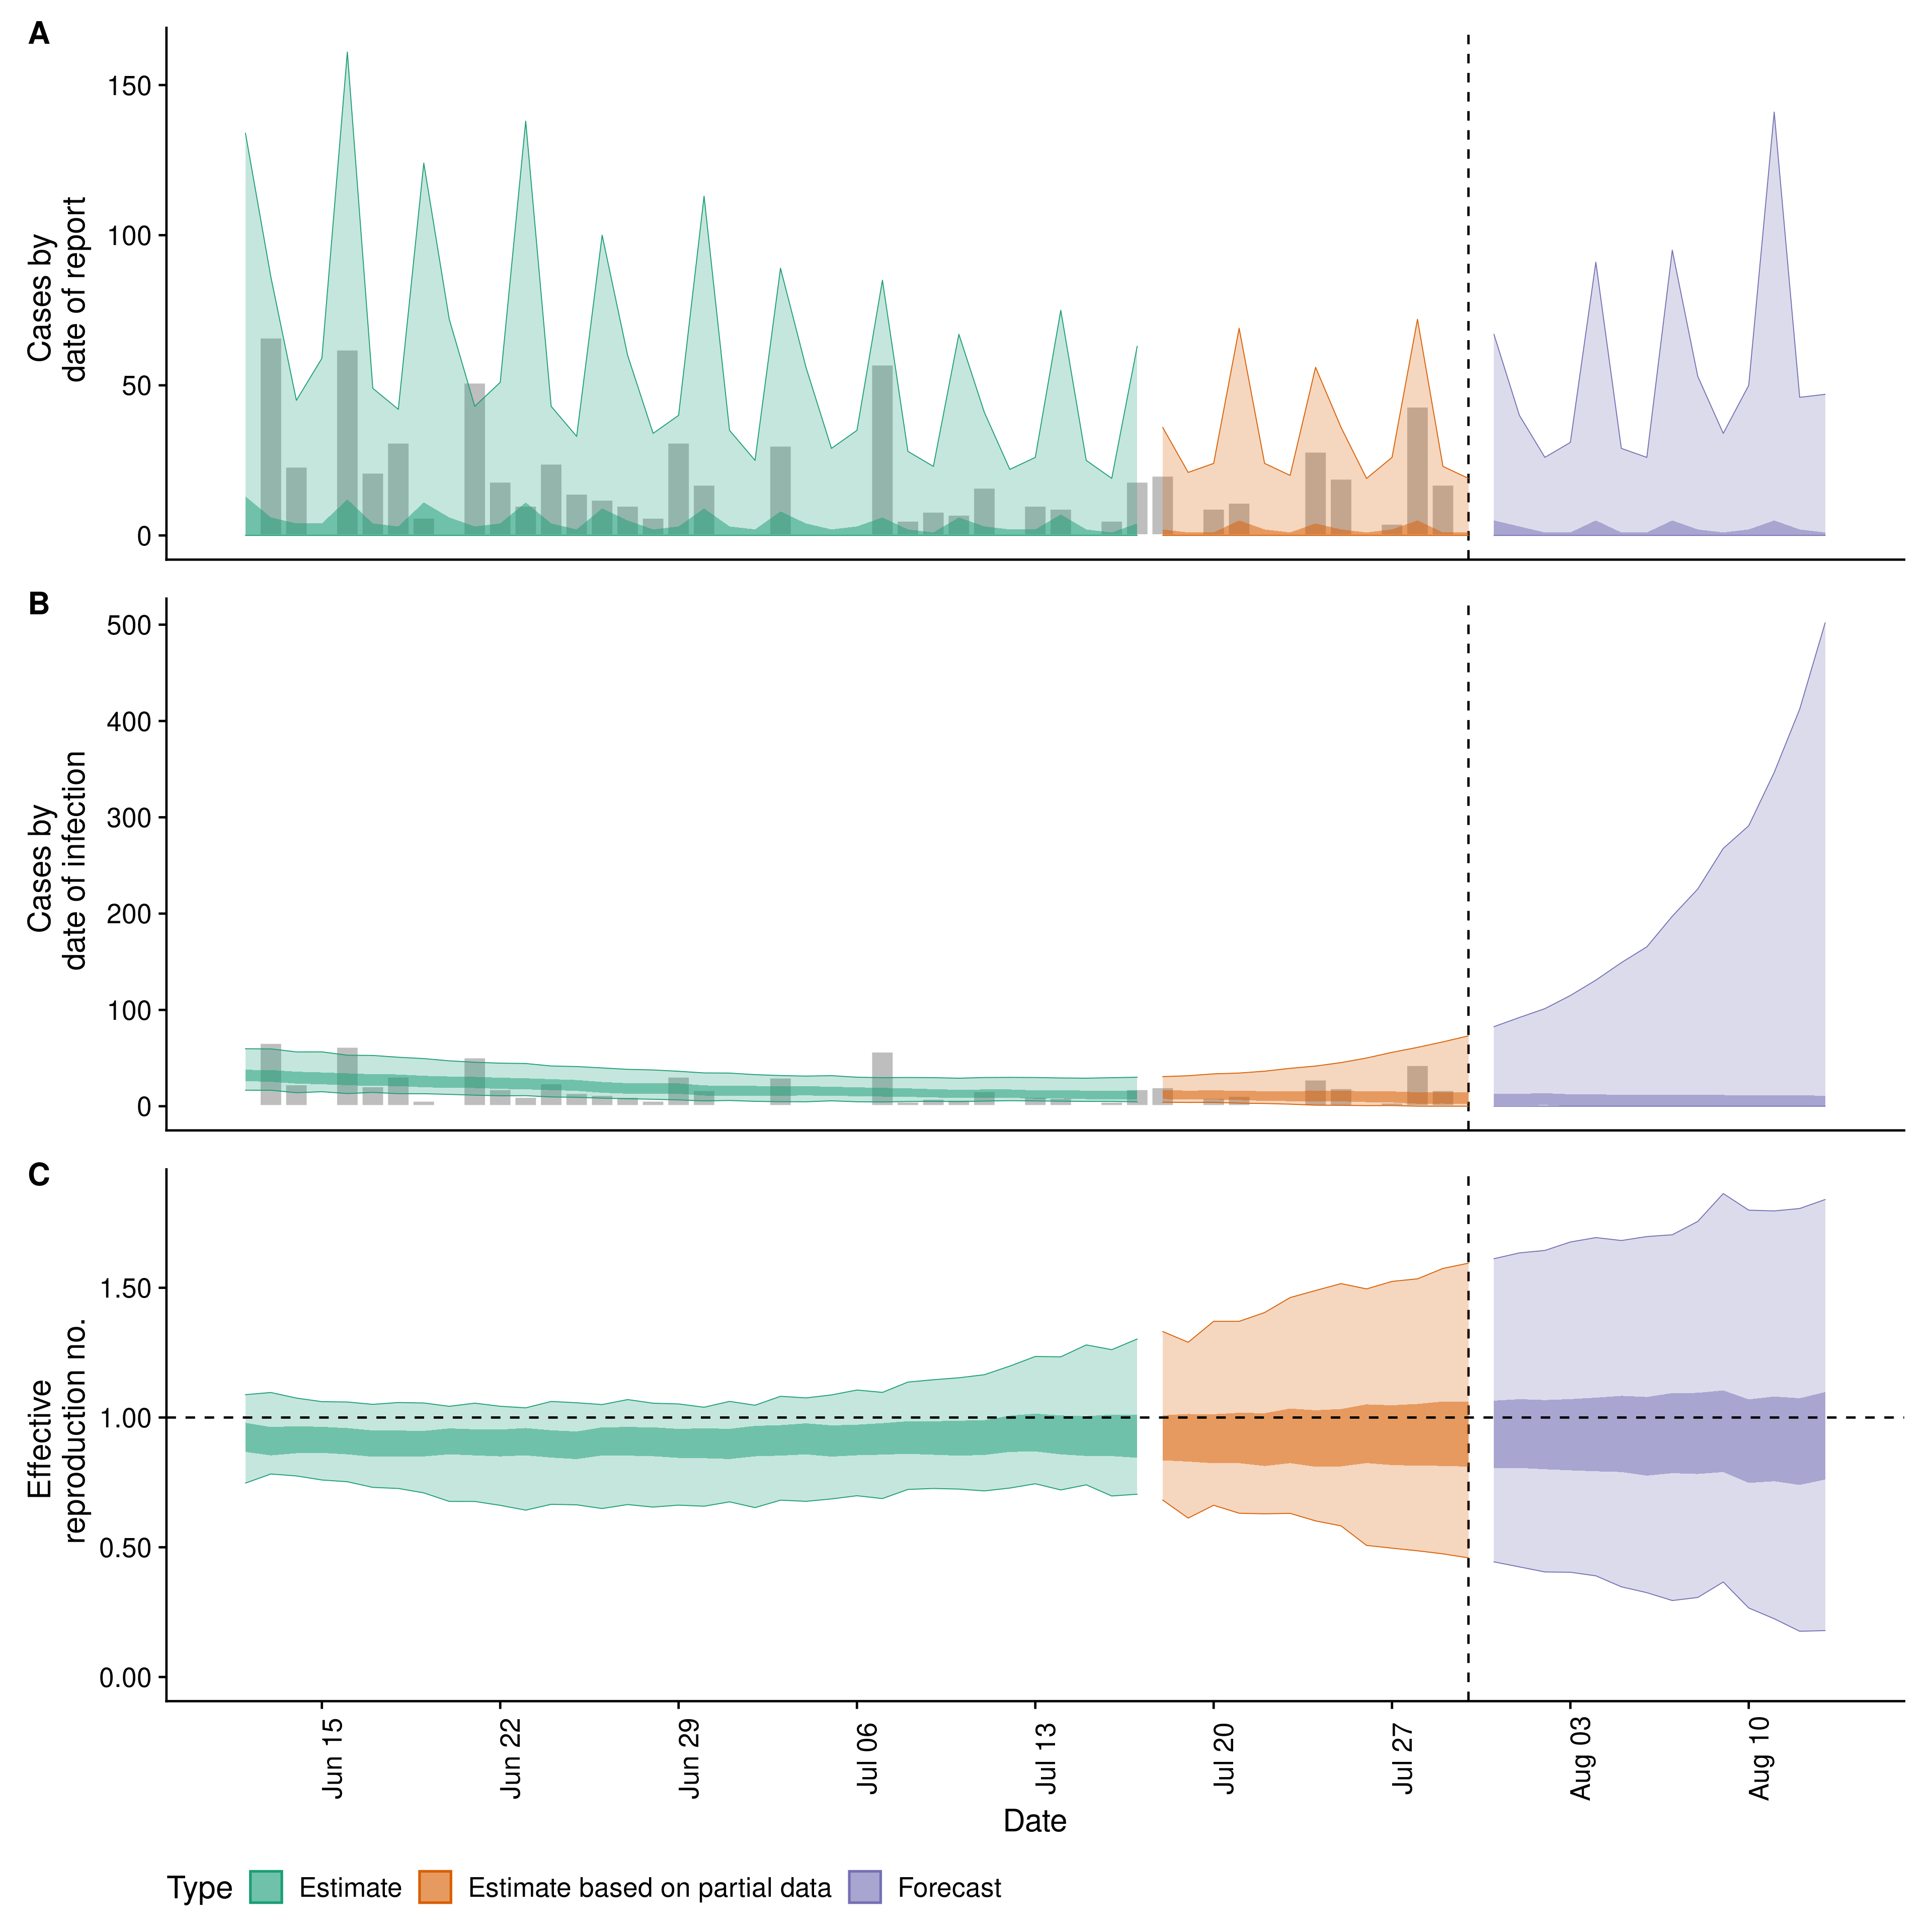 A
150
100
50
0
Cases by
date of report
B
500
400
300
200
100
0
Cases by
date of infection
C
1.50
1.00
0.50
0.00
Effective
reproduction no.
Jun 15
Jun 22
Jun 29
Jul 06
Jul 13
Jul 20
Jul 27
Aug 03
Aug 10
Date
Type Estimate Estimate based on partial data Forecast